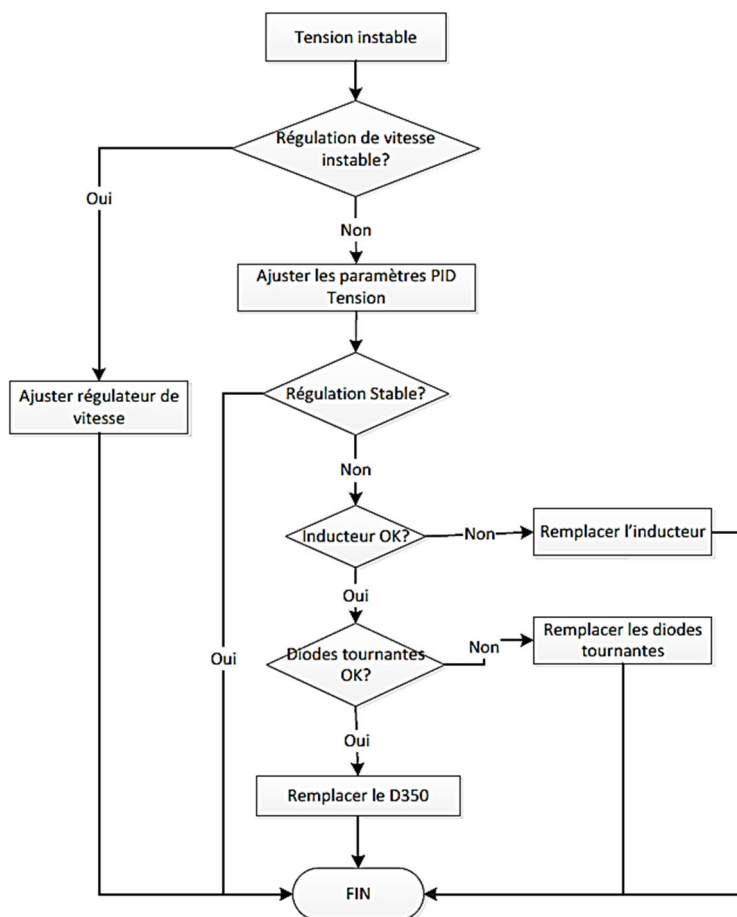 Tension instable
Régulation de vitesse
instable?
Oui
Non
Ajuster les paramètres PID
Tension
Ajuster régulateur de
vitesse
Régulation Stable?
Non
Inducteur OK?
Non
Remplacer l'inducteur
Oui
Oui
Diodes tournantes
OK?
Non
Remplacer les diodes
tournantes
Oui
Remplacer le D350
FIN